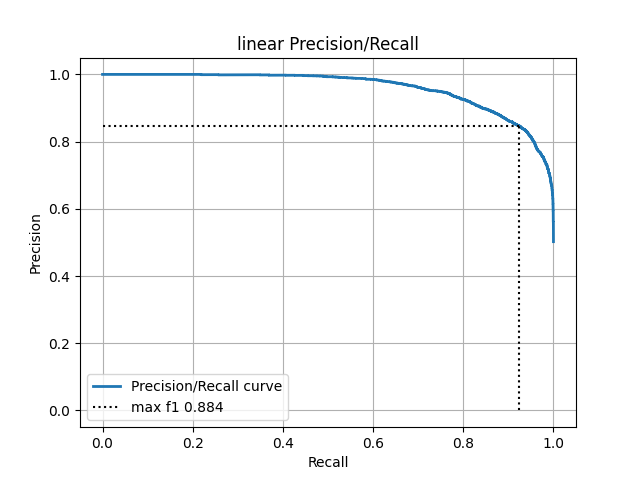 linear Precision/Recall
Precision
1.0
0.8
0.6
0.4
0.2
0.0
Precision/Recall curve
max f1 0.884
0.0 0.2 0.4 0.6 0.8 1.0
Recall